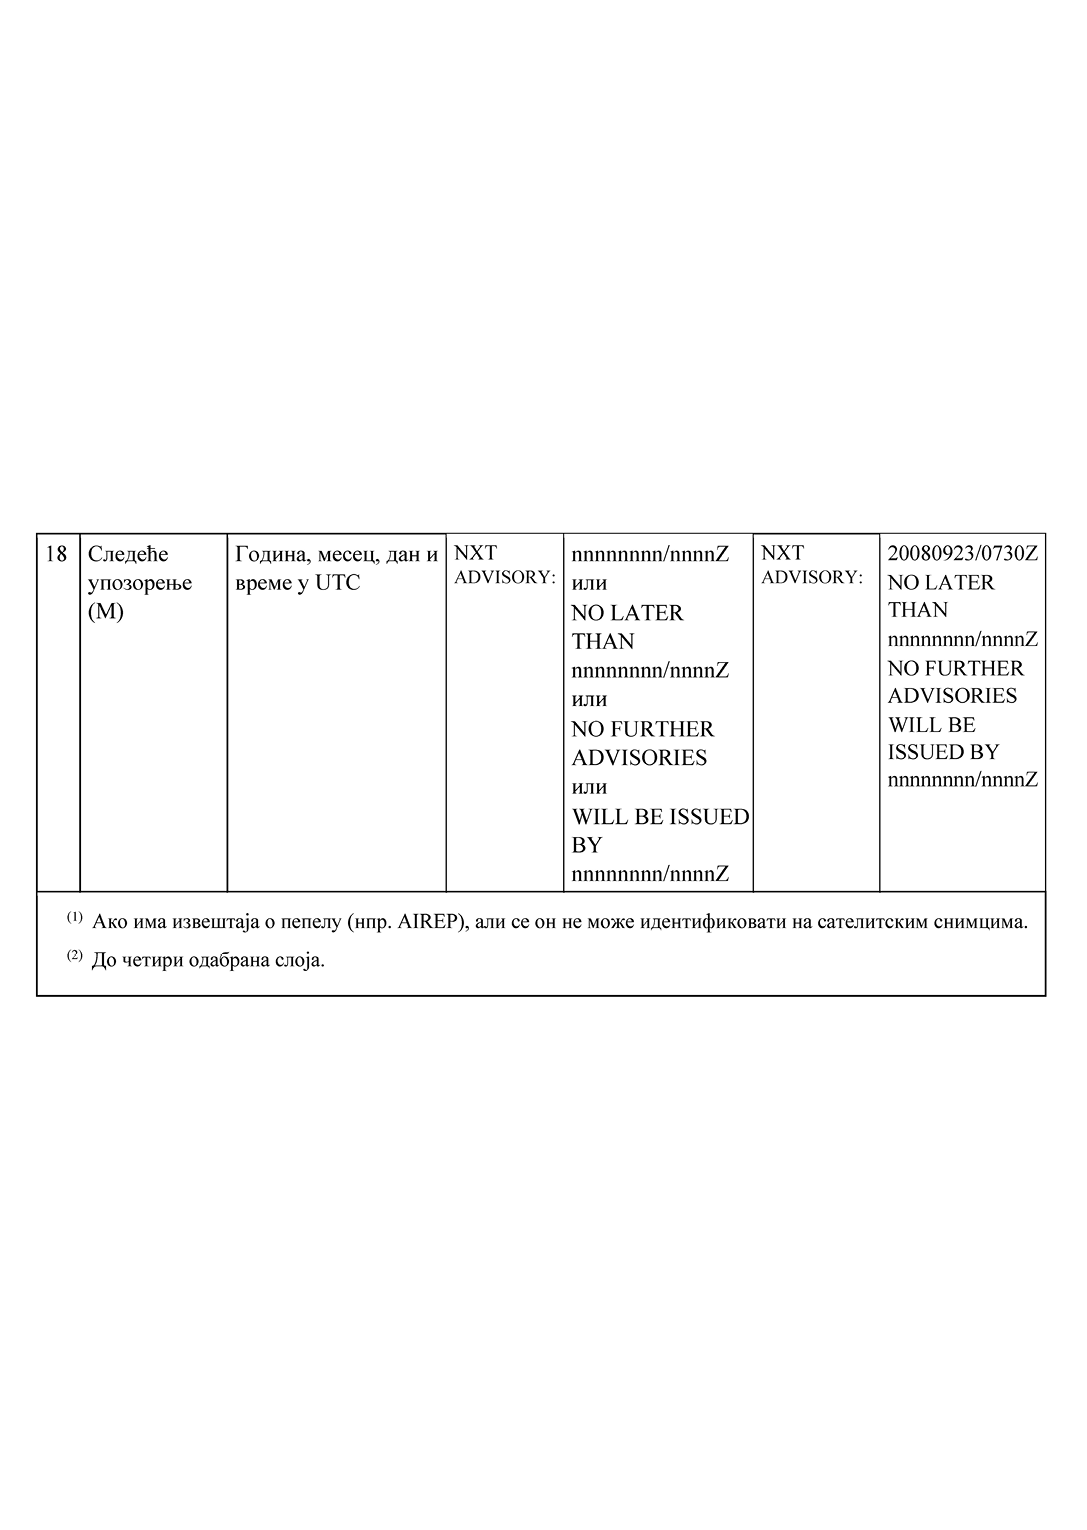 18
Следеће
упозорење
(М)
Година, месец, дан и
време у UTC
NXT
ADVISORY:
nnnnnnnn/nnnnZ
или
NO LATER
THAN
nnnnnnnn/nnnnZ
или
NO FURTHER
ADVISORIES
или
WILL BE ISSUED
BY
nnnnnnnn/nnnnZ
NXT
ADVISORY:
20080923/0730Z
NO LATER
THAN
nnnnnnnn/nnnnZ
NO FURTHER
ADVISORIES
WILL BE
ISSUED BY
nnnnnnnn/nnnnZ
(1) Ако има извештаја о пепелу (нпр. AIREP), али се он не може идентификовати на сателитским снимцима.
(2) До четири одабрана слоја.